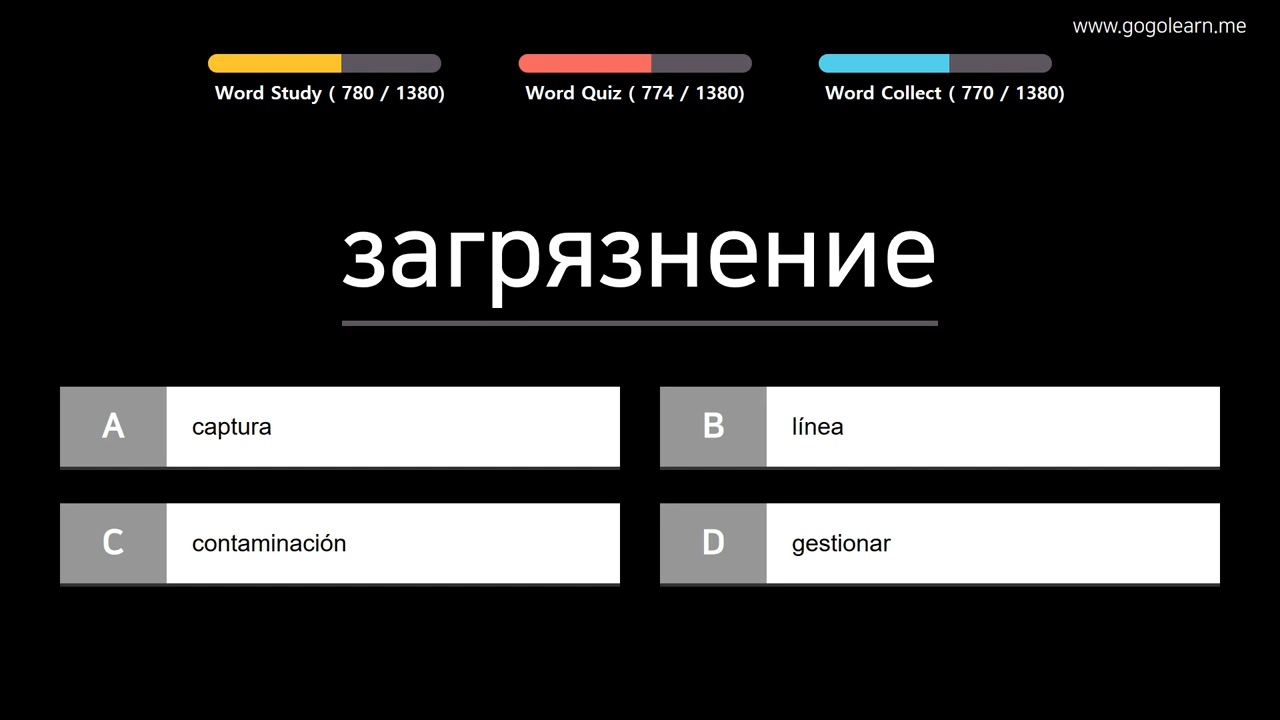 www.gogolearn.me
Word Study ( 780 / 1380)
Word Quiz ( 774 / 1380)
Word Collect ( 770 / 1380)
загрязнение
A captura
B línea
C contaminación
D gestionar